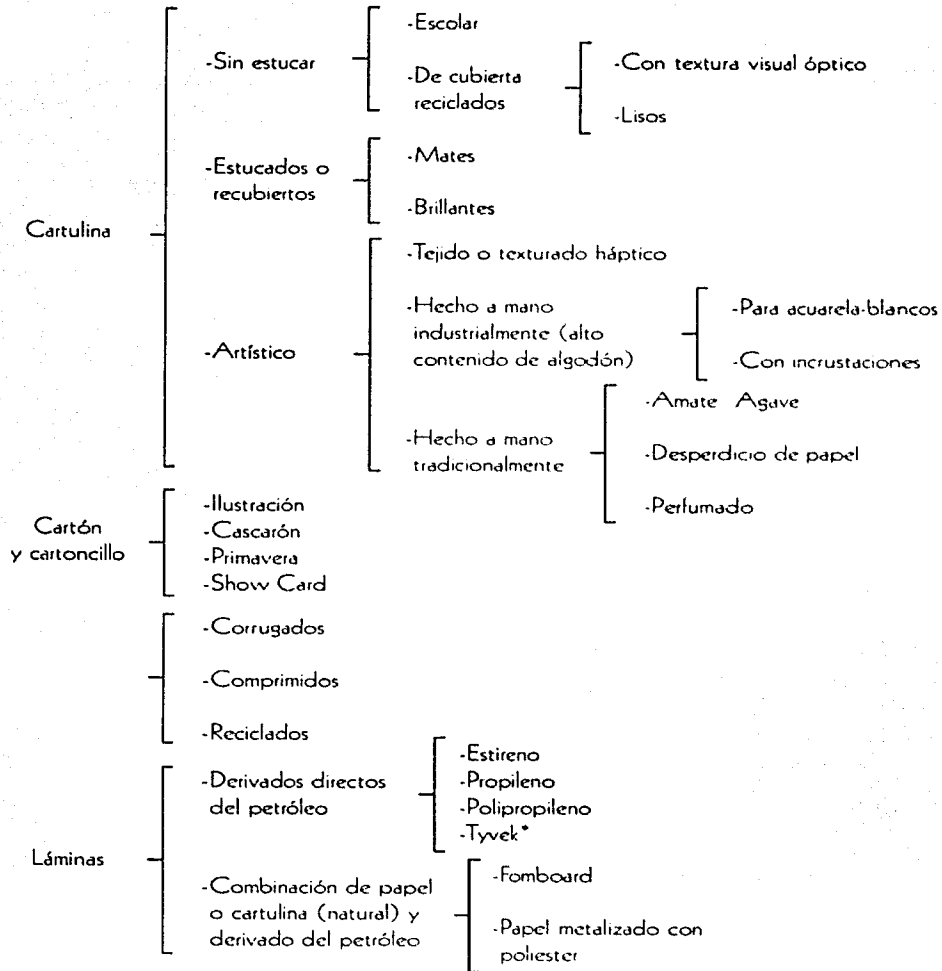 Cartulina
-Sin estucar
-Escolar
-De cubierta
reciclados
-Con textura visual óptico
-Lisos
-Estucados o
recubiertos
-Mates
-Brillantes
-Artístico
-Tejido o texturado háptico
-Hecho a mano
industrialmente (alto
contenido de algodón)
-Para acuarela-blancos
-Con incrustaciones
-Hecho a mano
tradicionalmente
-Amate Agave
-Desperdicio de papel
-Perfumado
Cartón
y cartoncillo
-Ilustración
-Cascarón
-Primavera
-Show Card
-Corrugados
-Comprimidos
-Reciclados
Láminas
-Derivados directos
del petróleo
-Estireno
-Propileno
-Polipropileno
-Tyvek*
-Combinación de papel
o cartulina (natural) y
derivado del petróleo
-Fomboard
-Papel metalizado con
poliester